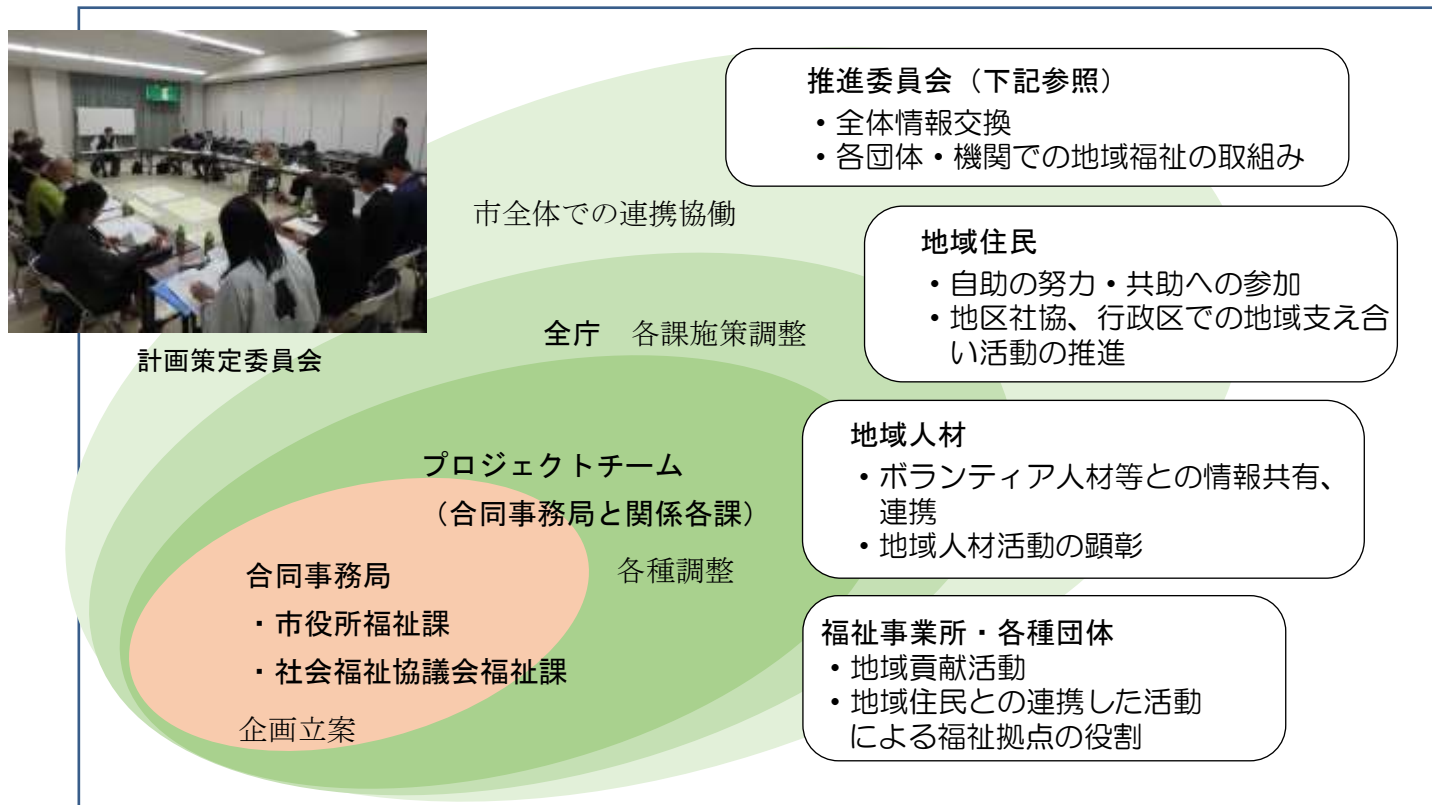 推進委員会（下記参照）
・全体情報交換
・各団体・機関での地域福祉の取組み
市全体での連携協働
地域住民
・自助の努力・共助への参加
・地区社協、行政区での地域支え合
い活動の推進
全庁　各課施策調整
計画策定委員会
地域人材
・ボランティア人材等との情報共有、
連携
・地域人材活動の顕彰
プロジェクトチーム
（合同事務局と関係各課）
各種調整
合同事務局
・市役所福祉課
・社会福祉協議会福祉課
企画立案
福祉事業所・各種団体
・地域貢献活動
・地域住民との連携した活動
による福祉拠点の役割